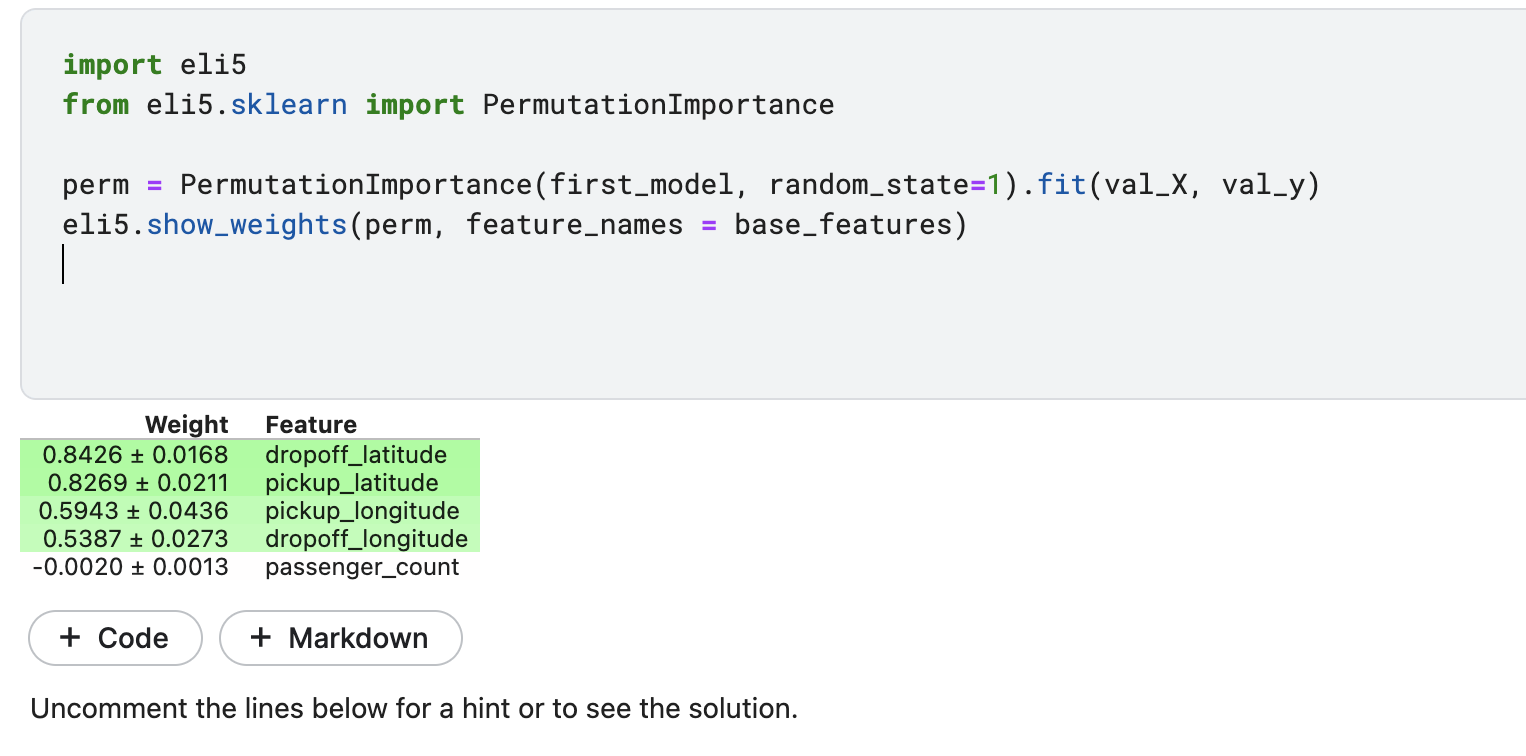 import eli5
from eli5.sklearn import PermutationImportance
perm = PermutationImportance(first_model, random_state=1).fit(val_X, val_y)
eli5.show_weights(perm, feature_names = base_features)
Weight Feature
0.8426 ± 0.0168 dropoff_latitude
0.8269 ± 0.0211 pickup_latitude
0.5943 ± 0.0436 pickup_longitude
0.5387 ± 0.0273 dropoff_longitude
-0.0020 ± 0.0013 passenger_count
+ Code + Markdown
Uncomment the lines below for a hint or to see the solution.